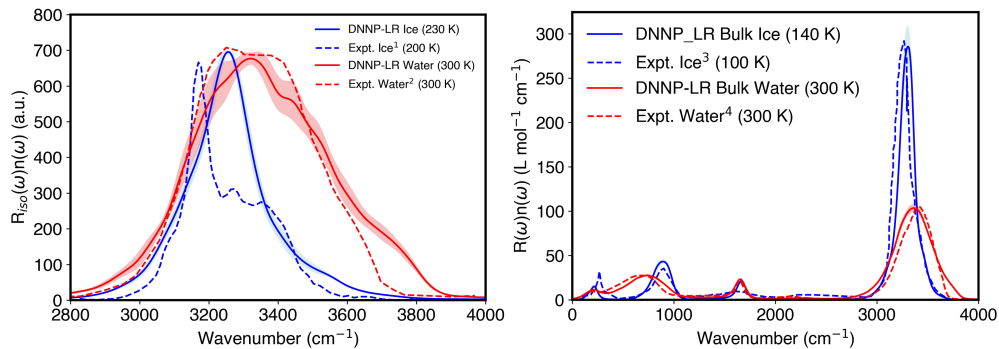 R_iso(ω)n(ω) (a.u.)
800
700
600
500
400
300
200
100
0
DNNP-LR Ice (230 K)
Expt. Ice¹ (200 K)
DNNP-LR Water (300 K)
Expt. Water² (300 K)
2800 3000 3200 3400 3600 3800 4000
Wavenumber (cm⁻¹)
R(ω)n(ω) (L mol⁻¹ cm⁻¹)
300
250
200
150
100
50
0
DNNP_LR Bulk Ice (140 K)
Expt. Ice³ (100 K)
DNNP-LR Bulk Water (300 K)
Expt. Water⁴ (300 K)
0 1000 2000 3000 4000
Wavenumber (cm⁻¹)